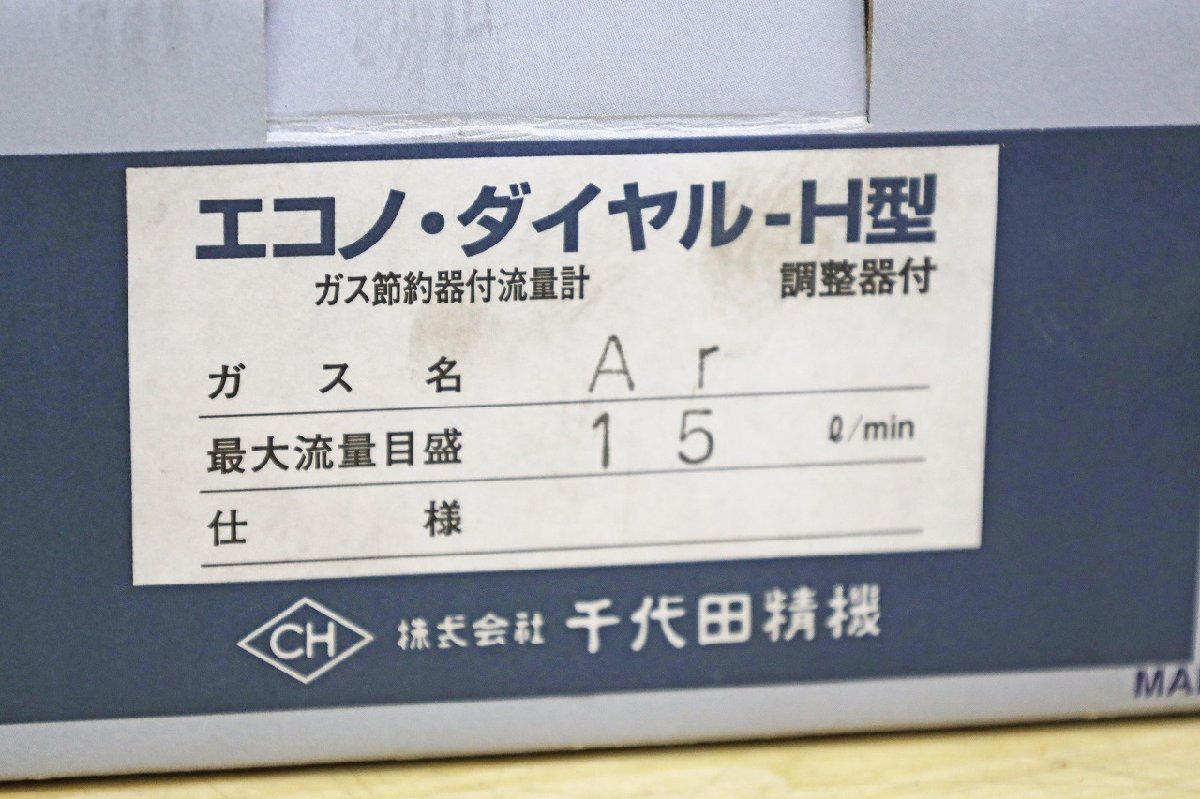 エコノ・ダイヤル-H型
ガス節約器付流量計 調整器付
ガス名 Ar
最大流量目盛 15 ℓ/min
仕様
CH 株式会社 千代田精機